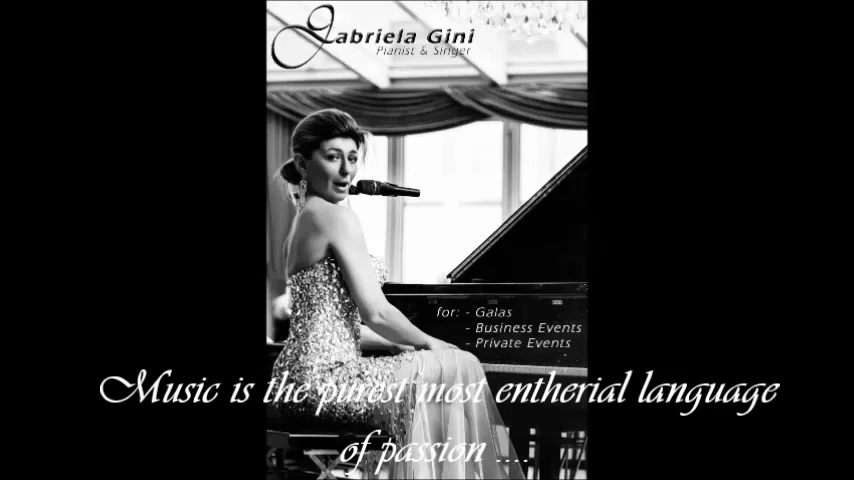 Gabriela Gini
Pianist & Singer
for: - Galas
- Business Events
- Private Events
Music is the purest most entherial language
of passion ....